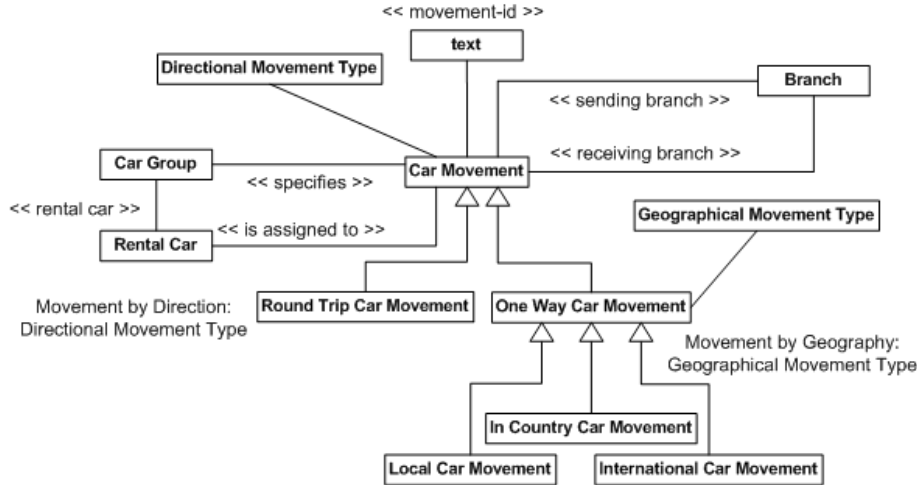 << movement-id >>
text
Directional Movement Type
Branch
<< sending branch >>
Car Group
Car Movement
<< receiving branch >>
<< specifies >>
<< rental car >>
Geographical Movement Type
Rental Car
<< is assigned to >>
Movement by Direction:
Directional Movement Type
Round Trip Car Movement
One Way Car Movement
Movement by Geography:
Geographical Movement Type
In Country Car Movement
Local Car Movement
International Car Movement